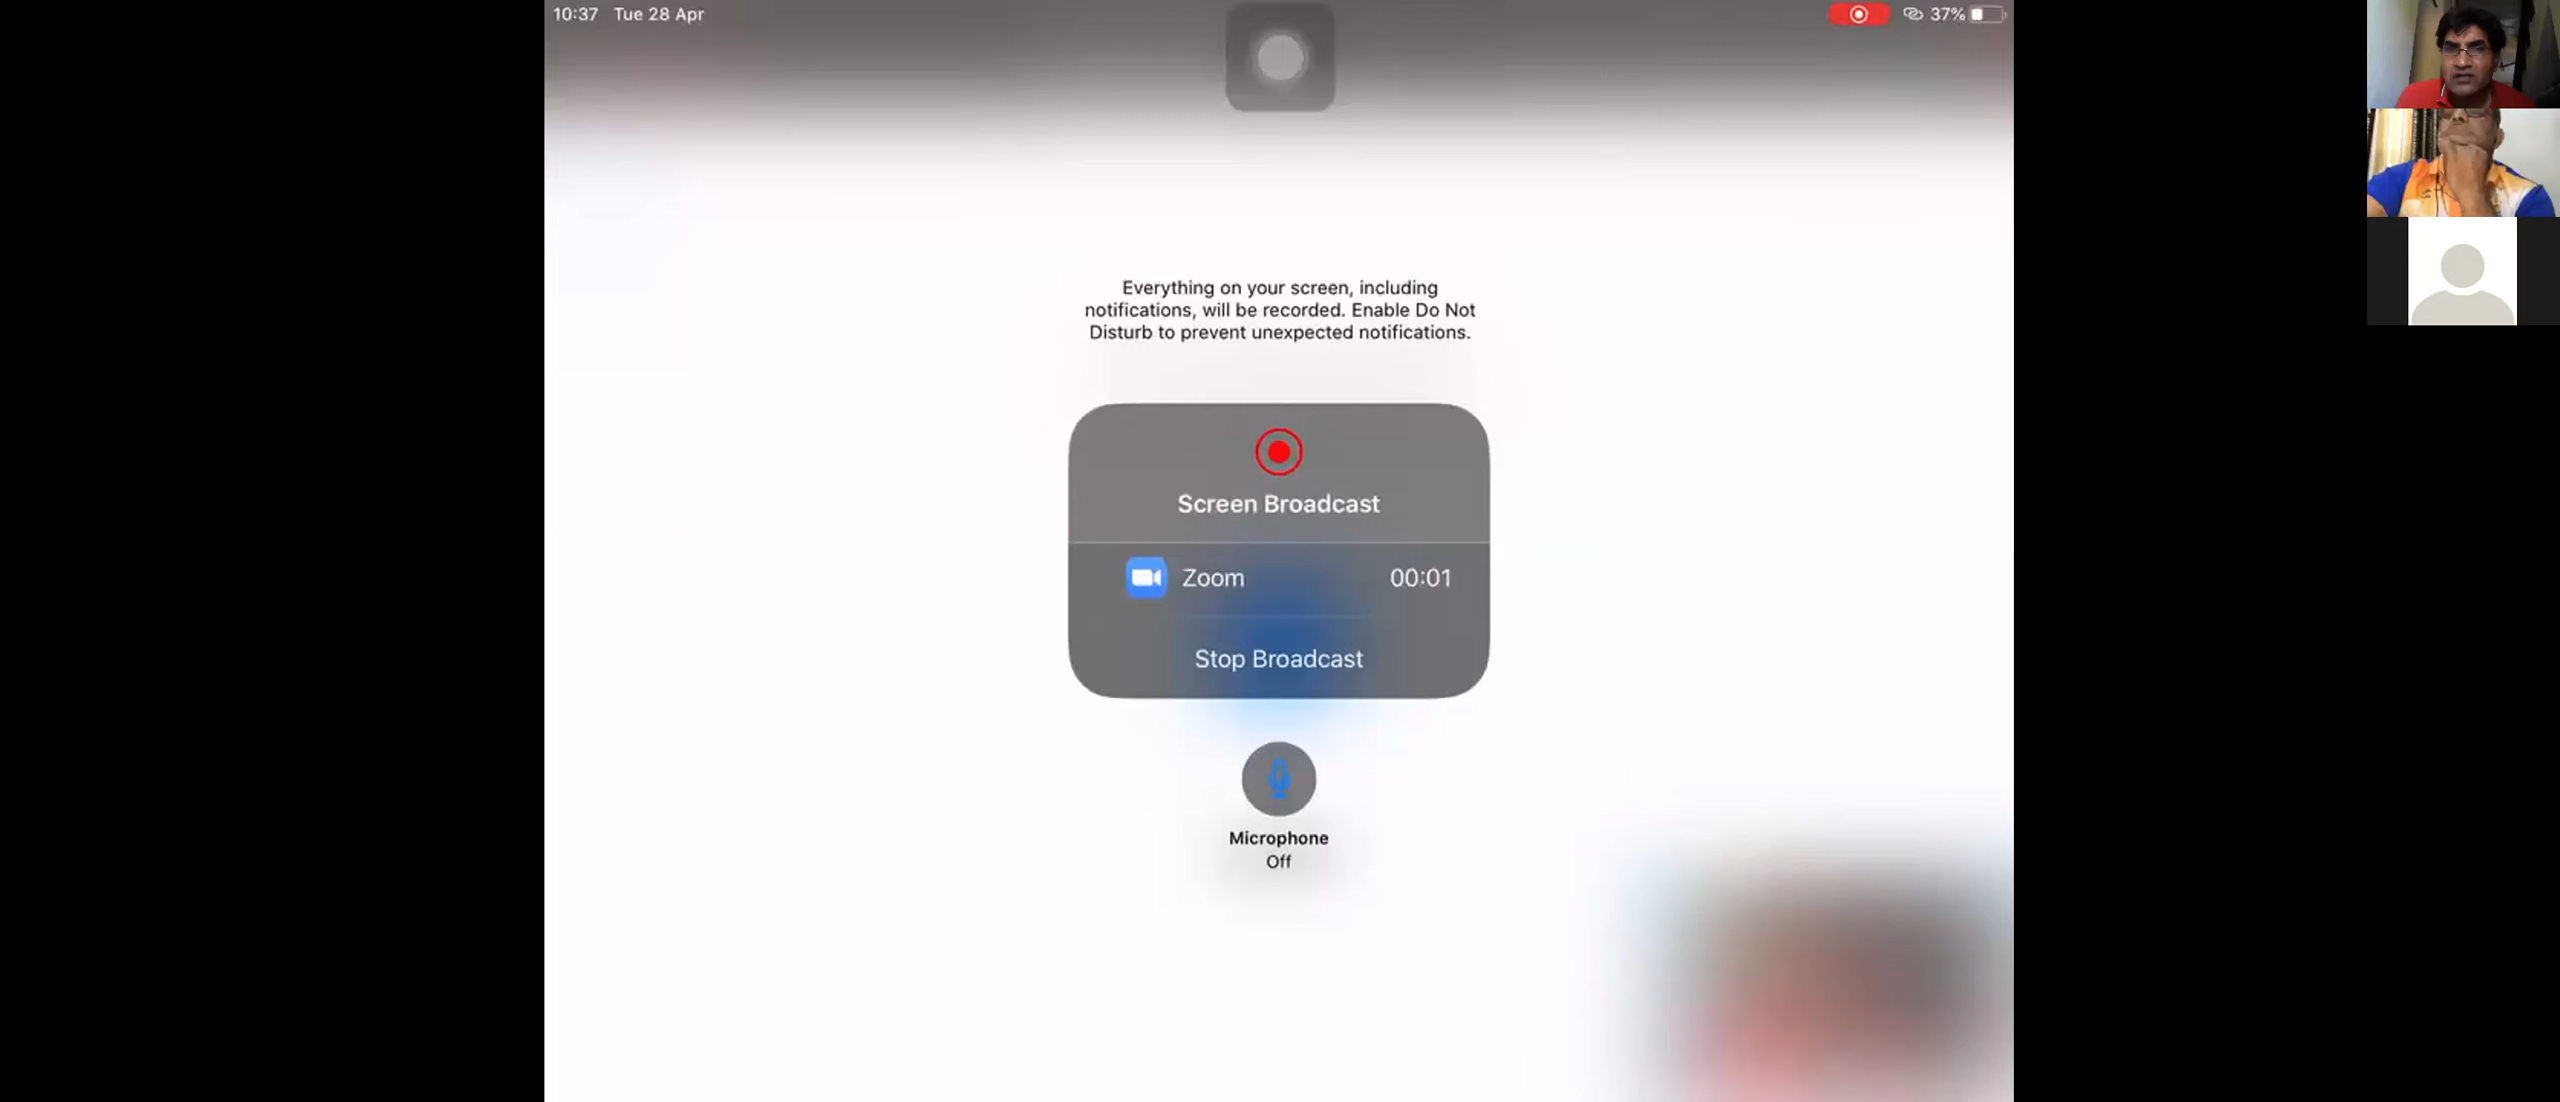 10:37 Tue 28 Apr
37%
Everything on your screen, including
notifications, will be recorded. Enable Do Not
Disturb to prevent unexpected notifications.
Screen Broadcast
Zoom 00:01
Stop Broadcast
Microphone
Off